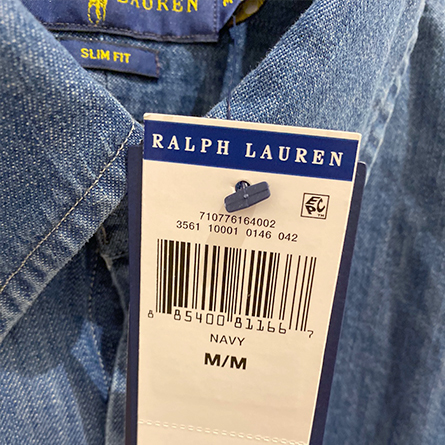 LAUREN
SLIM FIT
RALPH LAUREN
710776164002
3561 10001 0146 042
8 85400 81166 7
NAVY
M/M